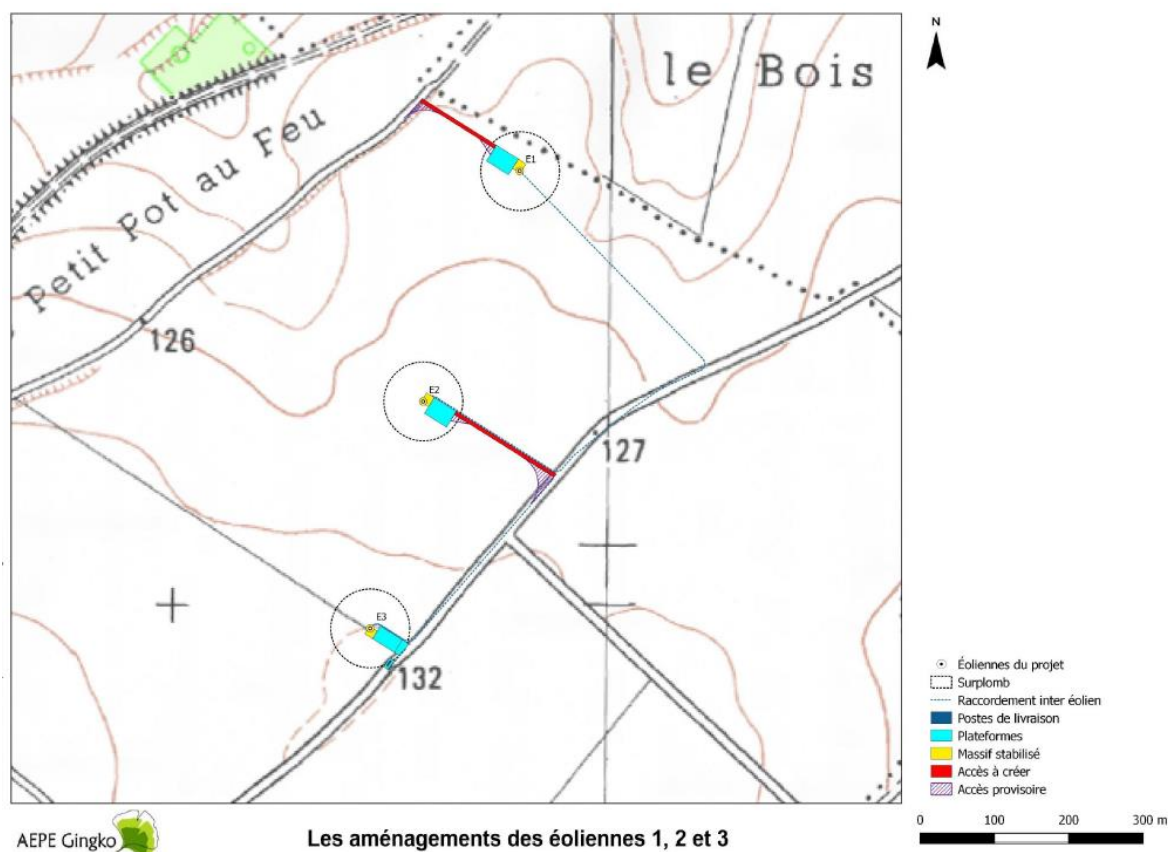 N
le Bois
Petit Pot au Feu
E1
126
E2
127
E3
132
Éoliennes du projet
Surplomb
Raccordement inter éolien
Postes de livraison
Plateformes
Massif stabilisé
Accès à créer
Accès provisoire
0 100 200 300 m
AEPE Gingko
Les aménagements des éoliennes 1, 2 et 3